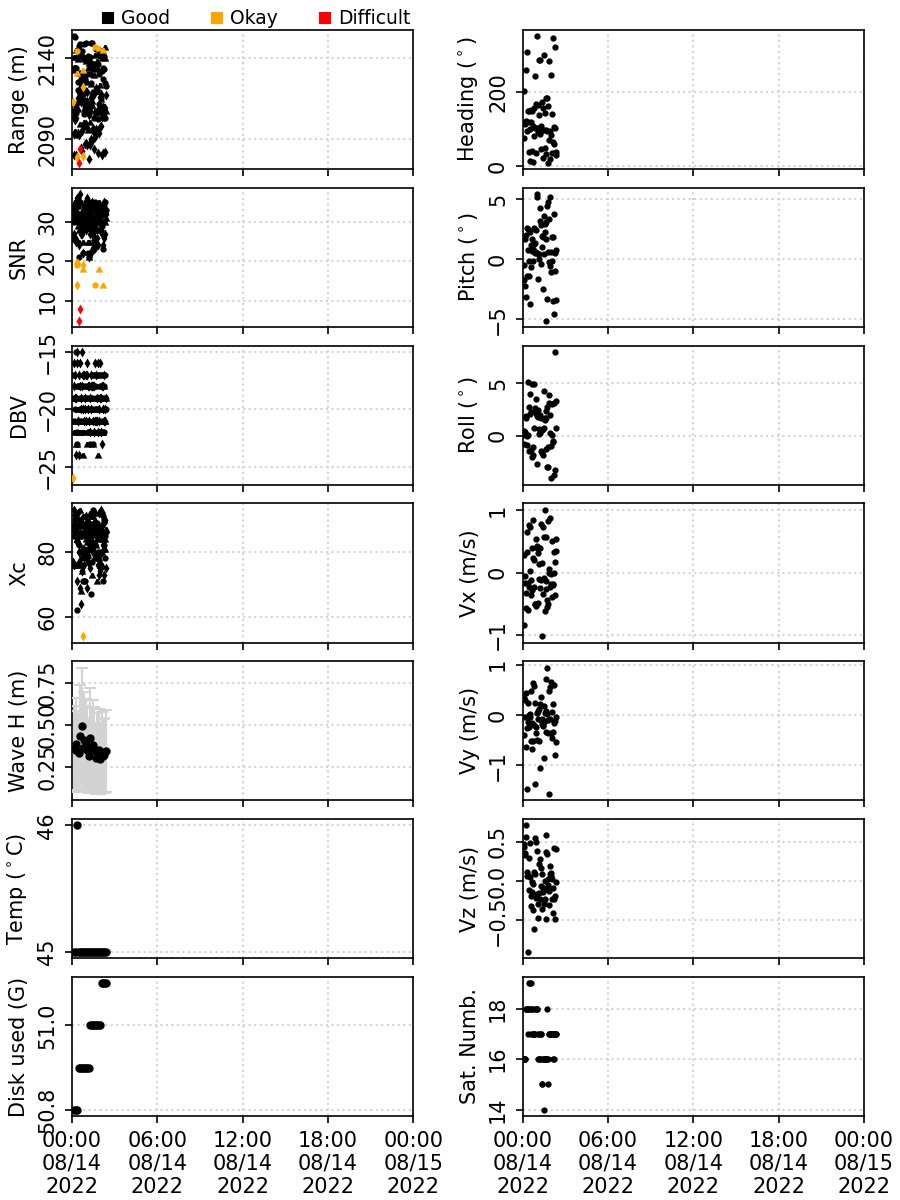 Good Okay Difficult
Range (m)
2140
2090
Heading (°)
200
0
SNR
30
20
10
Pitch (°)
5
0
−5
DBV
−15
−20
−25
Roll (°)
5
0
Xc
80
60
Vx (m/s)
1
0
−1
Wave H (m)
0.75
0.50
0.25
Vy (m/s)
1
0
−1
Temp (°C)
46
45
Vz (m/s)
0.5
0.0
−0.5
Disk used (G)
51.0
50.8
Sat. Numb.
18
16
14
00:00 06:00 12:00 18:00 00:00
08/14 08/14 08/14 08/14 08/15
2022 2022 2022 2022 2022
00:00 06:00 12:00 18:00 00:00
08/14 08/14 08/14 08/14 08/15
2022 2022 2022 2022 2022